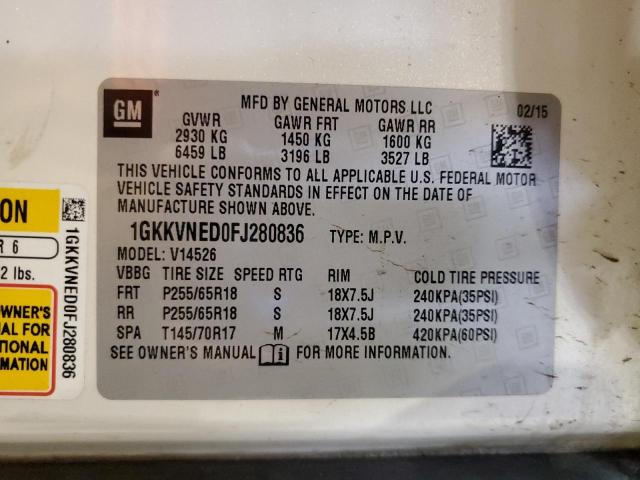 GM ®
MFD BY GENERAL MOTORS LLC 02/15
GVWR GAWR FRT GAWR RR
2930 KG 1450 KG 1600 KG
6459 LB 3196 LB 3527 LB
THIS VEHICLE CONFORMS TO ALL APPLICABLE U.S. FEDERAL MOTOR
VEHICLE SAFETY STANDARDS IN EFFECT ON THE DATE OF
MANUFACTURE SHOWN ABOVE.
1GKKVNED0FJ280836 TYPE: M.P.V.
MODEL: V14526
VBBG TIRE SIZE SPEED RTG RIM COLD TIRE PRESSURE
FRT P255/65R18 S 18X7.5J 240KPA(35PSI)
RR P255/65R18 S 18X7.5J 240KPA(35PSI)
SPA T145/70R17 M 17X4.5B 420KPA(60PSI)
SEE OWNER'S MANUAL FOR MORE INFORMATION.
ON
R 6
2 lbs.
OWNER'S
AL FOR
TIONAL
RMATION
1GKKVNED0FJ280836